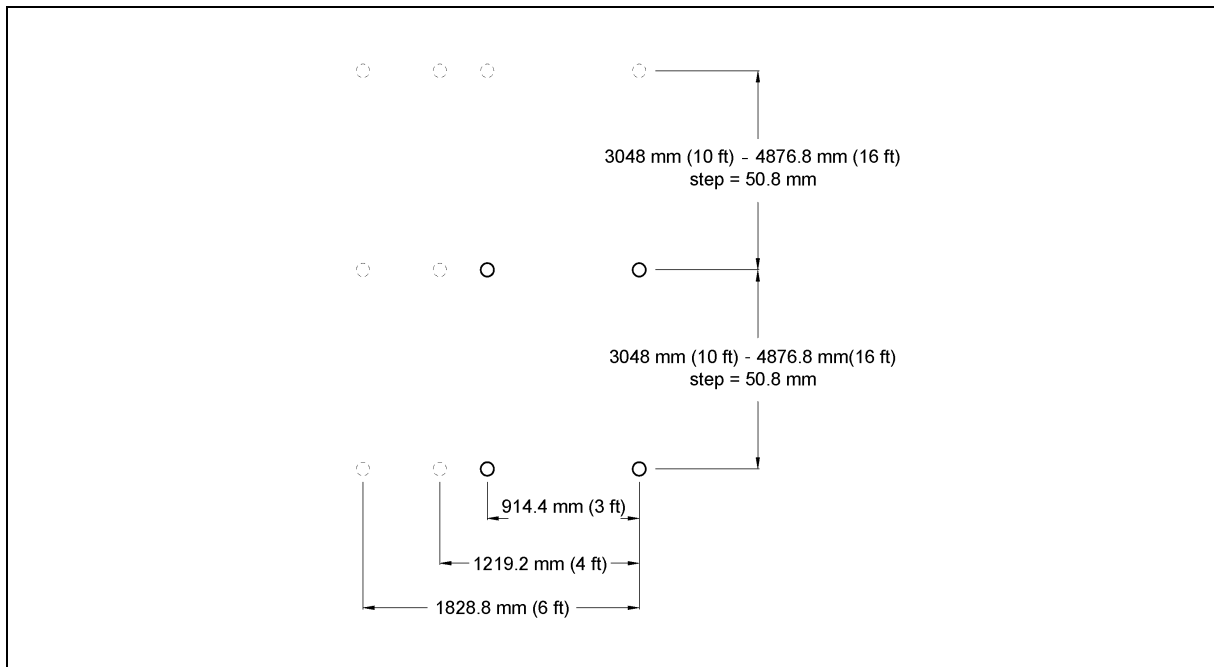 3048 mm (10 ft) - 4876.8 mm (16 ft)
step = 50.8 mm
3048 mm (10 ft) - 4876.8 mm(16 ft)
step = 50.8 mm
914.4 mm (3 ft)
1219.2 mm (4 ft)
1828.8 mm (6 ft)